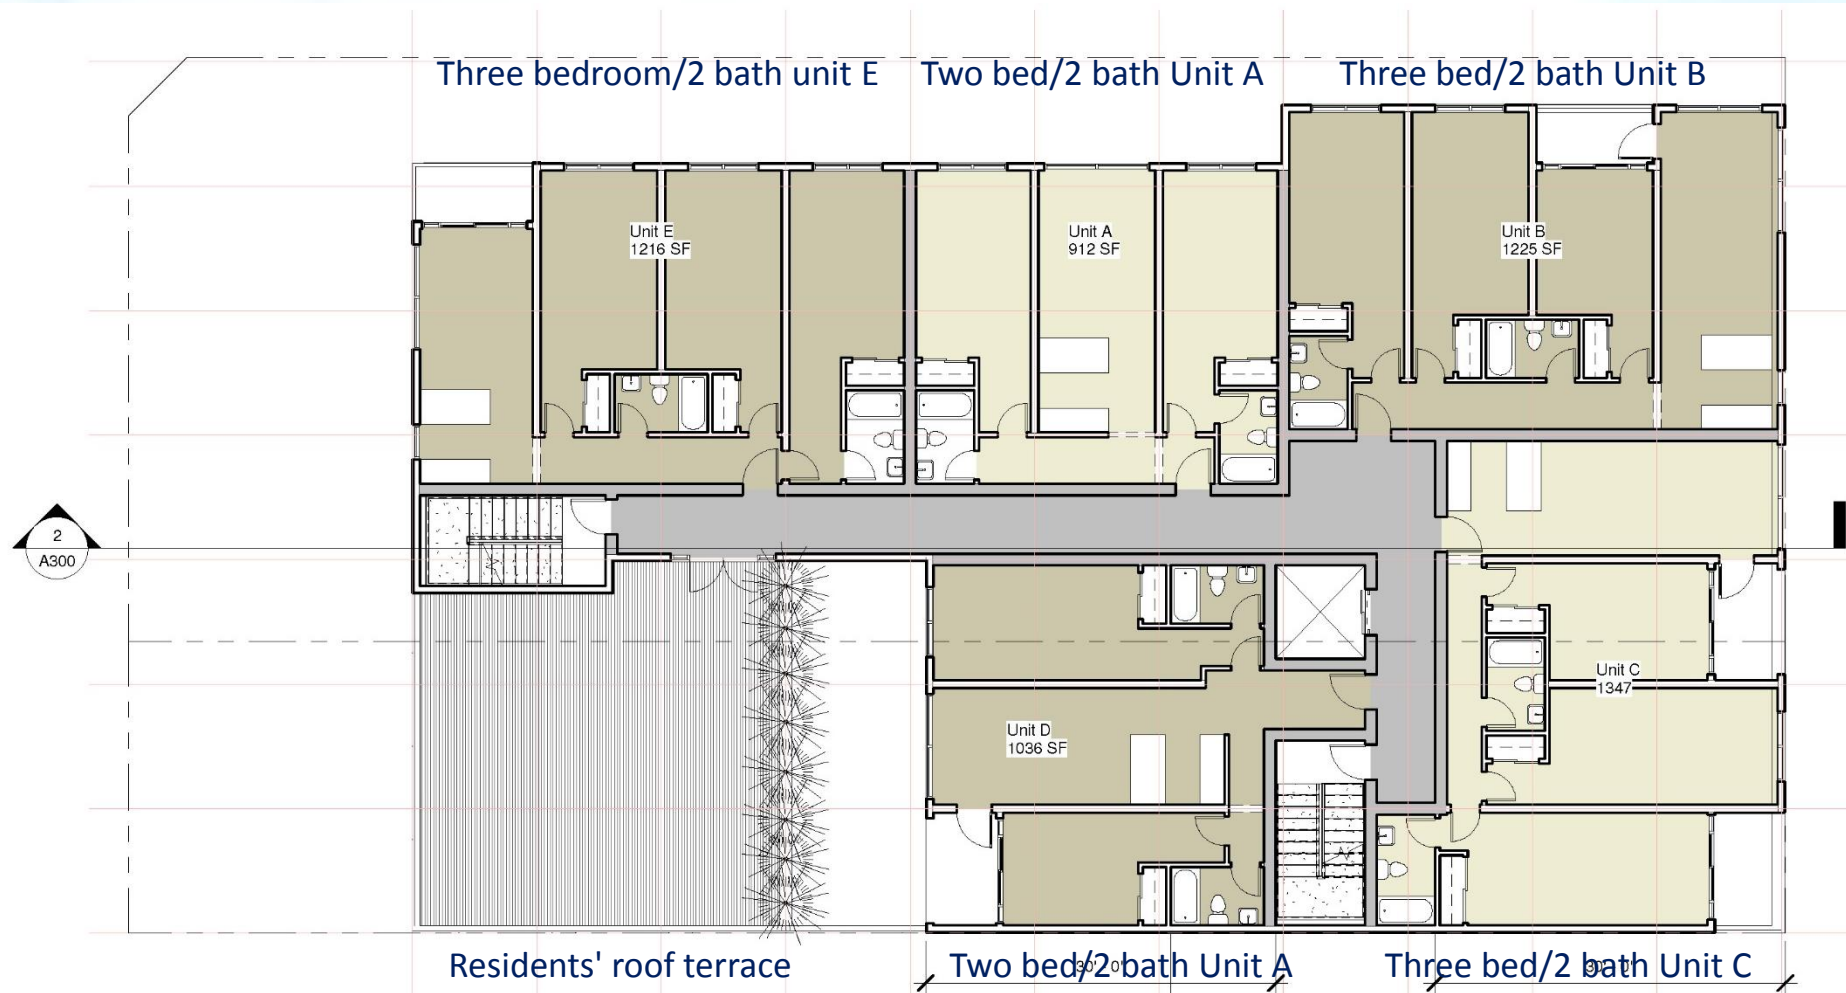 Three bedroom/2 bath unit E
Two bed/2 bath Unit A
Three bed/2 bath Unit B
Unit E
1216 SF
Unit A
912 SF
Unit B
1225 SF
2
A300
Unit C
1347
Unit D
1036 SF
Residents' roof terrace
Two bed/2 bath Unit A
Three bed/2 bath Unit C